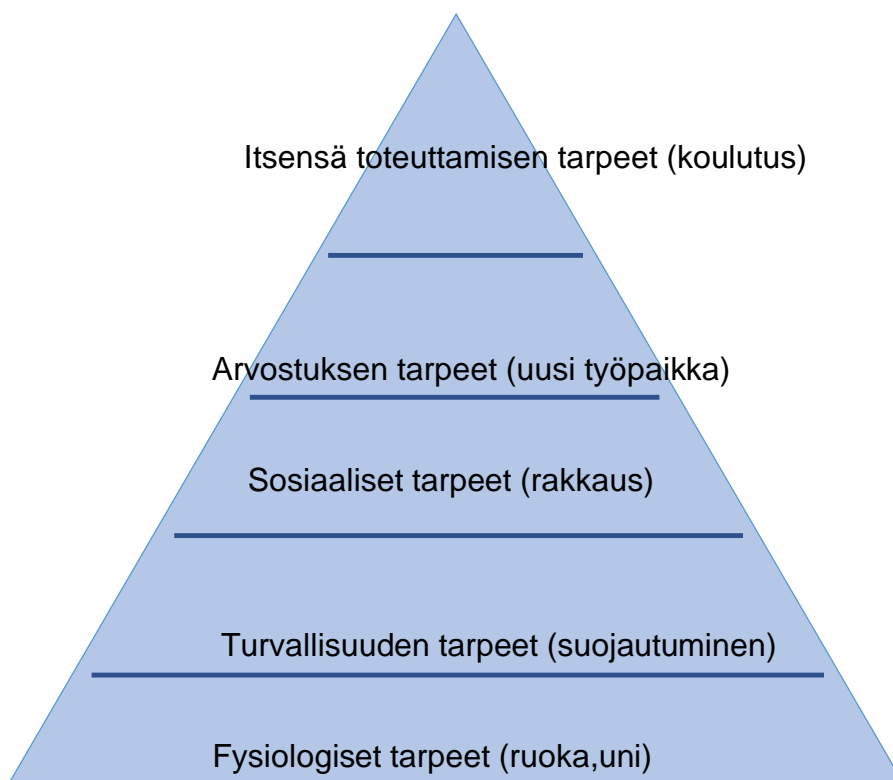 Itsensä toteuttamisen tarpeet (koulutus)
Arvostuksen tarpeet (uusi työpaikka)
Sosiaaliset tarpeet (rakkaus)
Turvallisuuden tarpeet (suojautuminen)
Fysiologiset tarpeet (ruoka,uni)